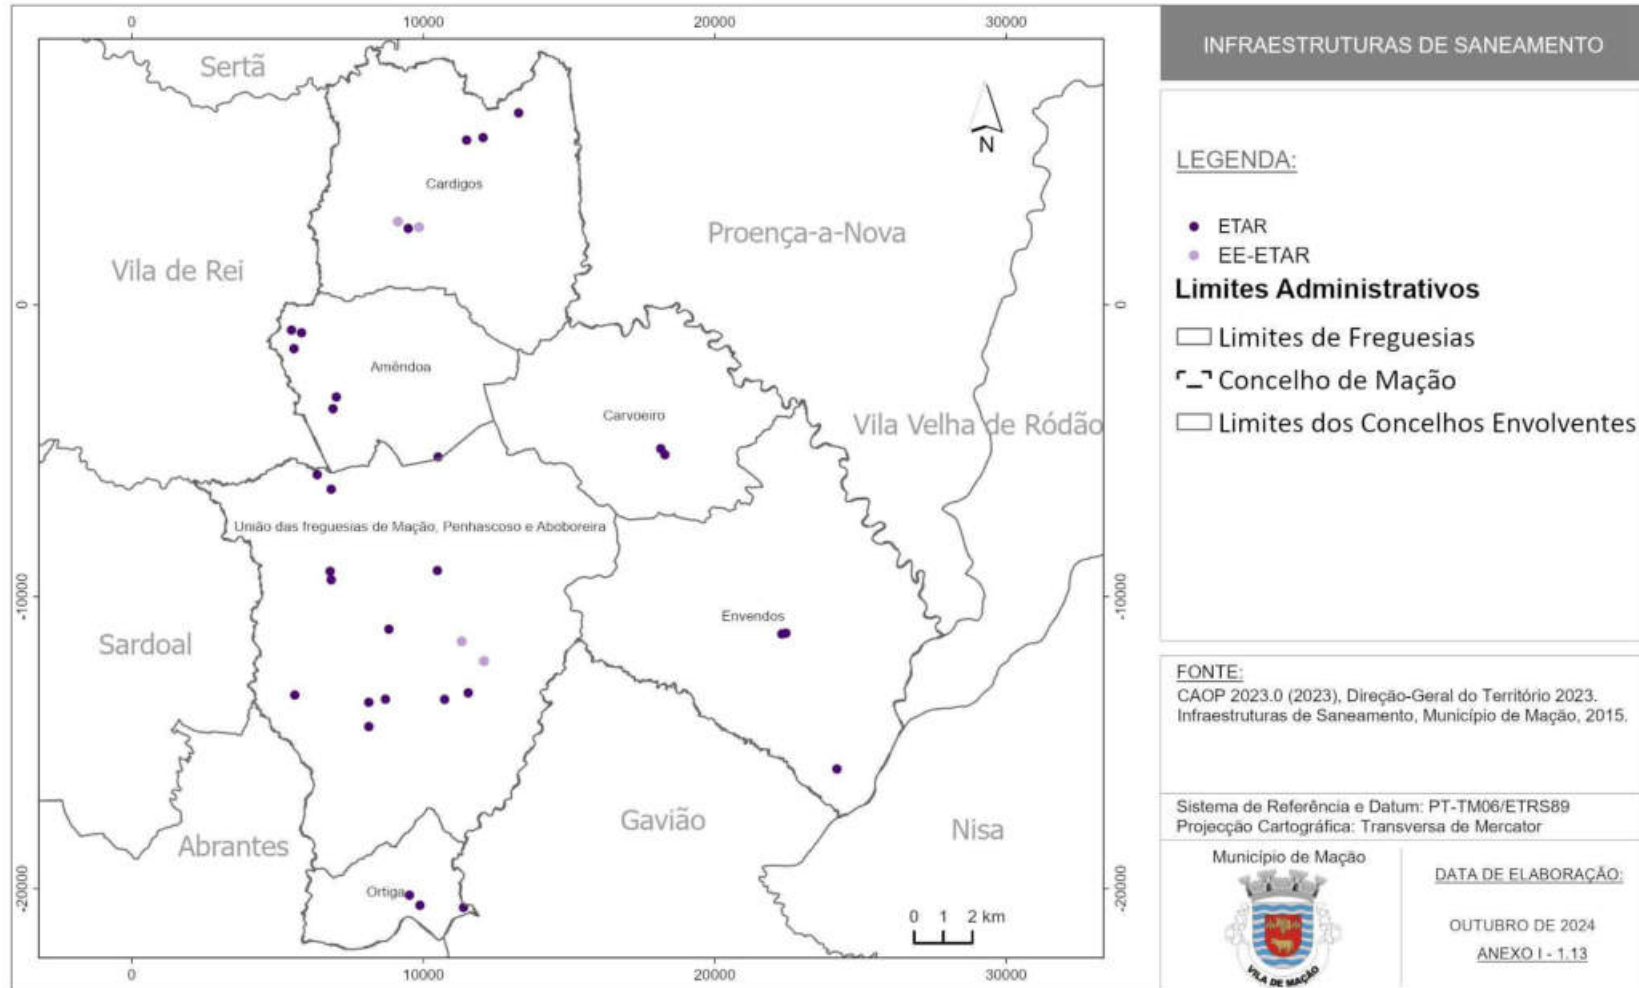 0
10000
20000
30000
Sertã
N
Cardigos
Proença-a-Nova
Vila de Rei
0
0
Amêndoa
Carvoeiro
Vila Velha de Ródão
União das freguesias de Mação, Penhascoso e Aboboreira
-10000
-10000
Envendos
Sardoal
Gavião
Nisa
Abrantes
Ortiga
-20000
-20000
0 1 2 km
0
10000
20000
30000
INFRAESTRUTURAS DE SANEAMENTO
LEGENDA:
ETAR
EE-ETAR
Limites Administrativos
Limites de Freguesias
Concelho de Mação
Limites dos Concelhos Envolventes
FONTE:
CAOP 2023.0 (2023), Direção-Geral do Território 2023.
Infraestruturas de Saneamento, Município de Mação, 2015.
Sistema de Referência e Datum: PT-TM06/ETRS89
Projecção Cartográfica: Transversa de Mercator
Município de Mação
VILA DE MAÇÃO
DATA DE ELABORAÇÃO:
OUTUBRO DE 2024
ANEXO I - 1.13